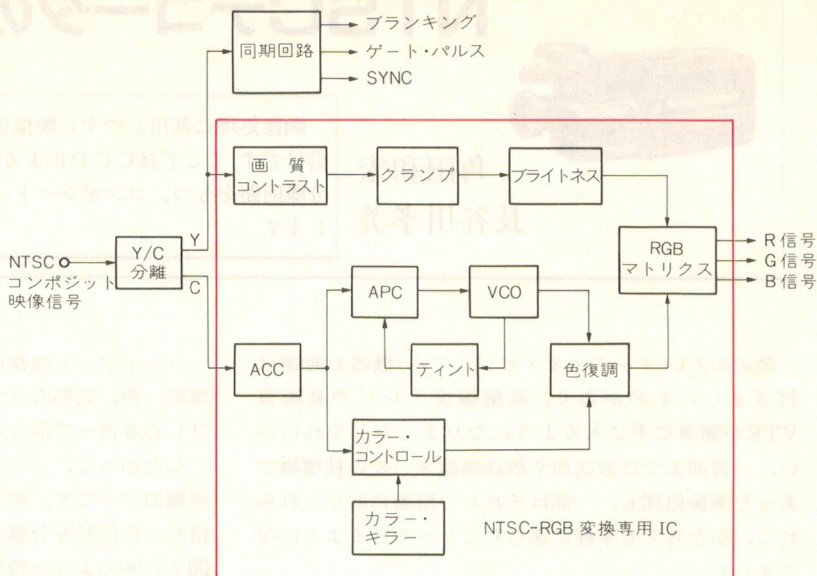 同期回路
ブランキング
ゲート・パルス
SYNC
画 質
コントラスト
クランプ
ブライトネス
NTSC
コンポジット
映像信号
Y/C
分離
Y
C
RGB
マトリクス
R信号
G信号
B信号
APC
VCO
ACC
ティント
色復調
カラー・
コントロール
カラー・
キラー
NTSC-RGB 変換専用 IC